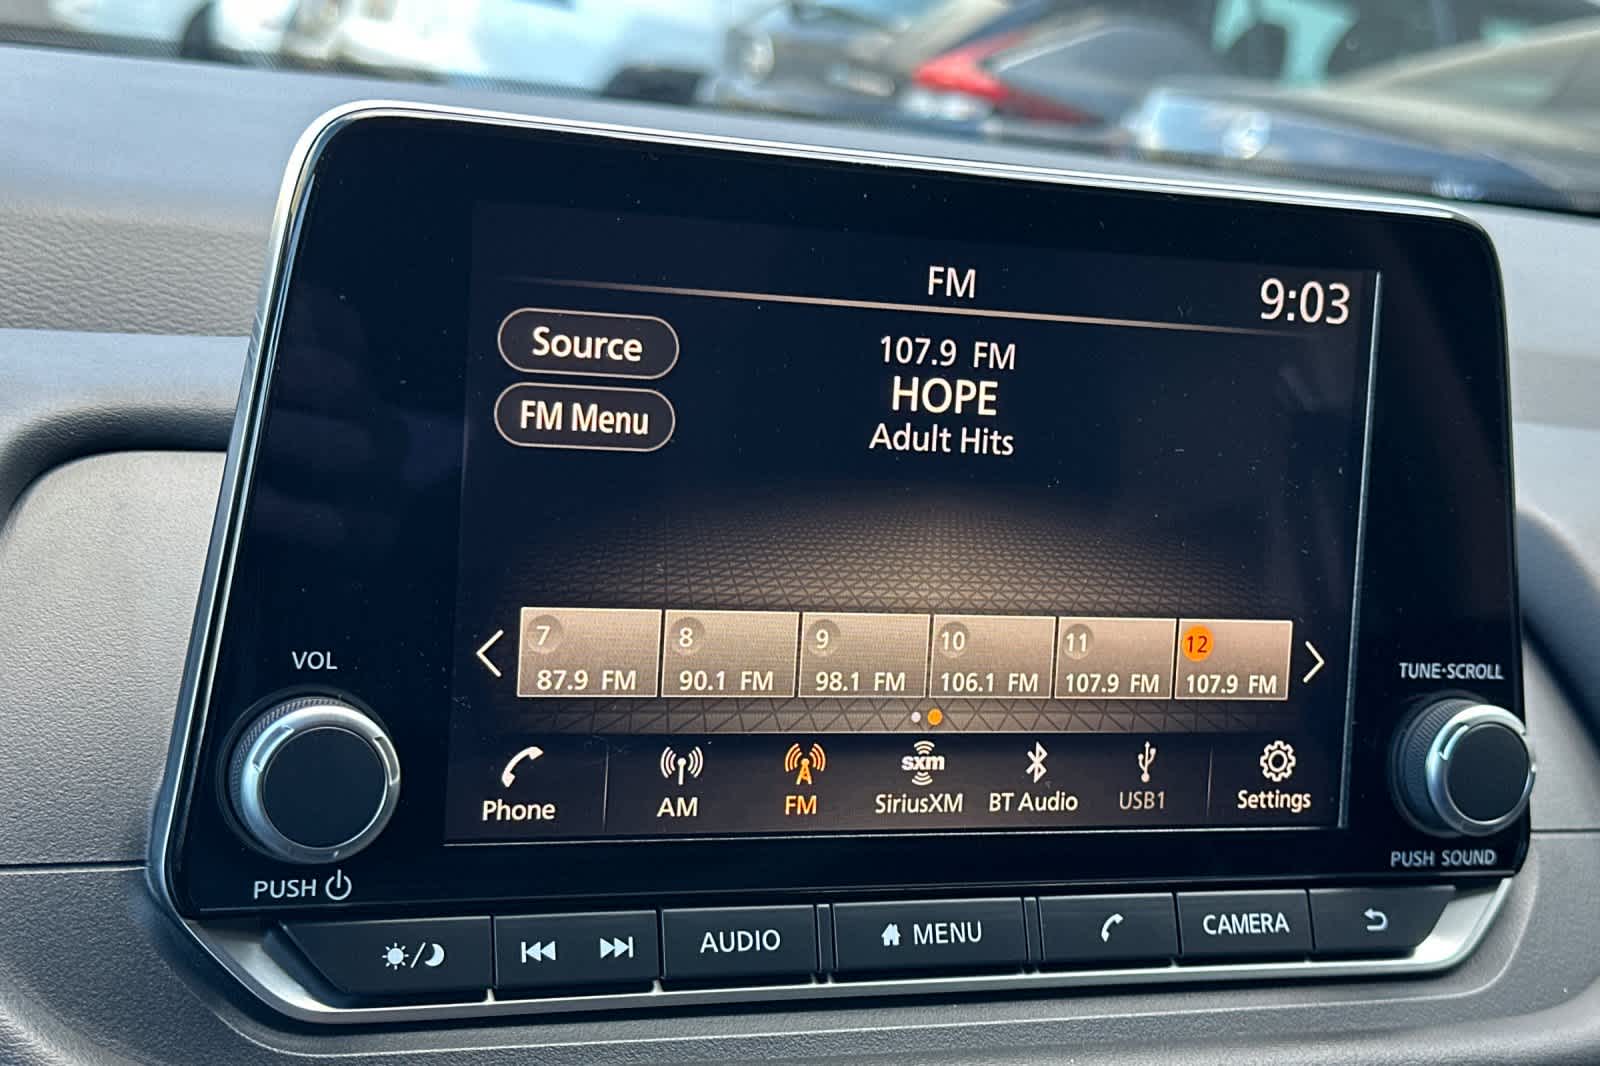 FM
9:03
Source
FM Menu
107.9 FM
HOPE
Adult Hits
7
87.9 FM
8
90.1 FM
9
98.1 FM
10
106.1 FM
11
107.9 FM
12
107.9 FM
Phone
AM
FM
sxm
SiriusXM
BT Audio
USB1
Settings
VOL
PUSH
TUNE·SCROLL
PUSH SOUND
AUDIO
MENU
CAMERA